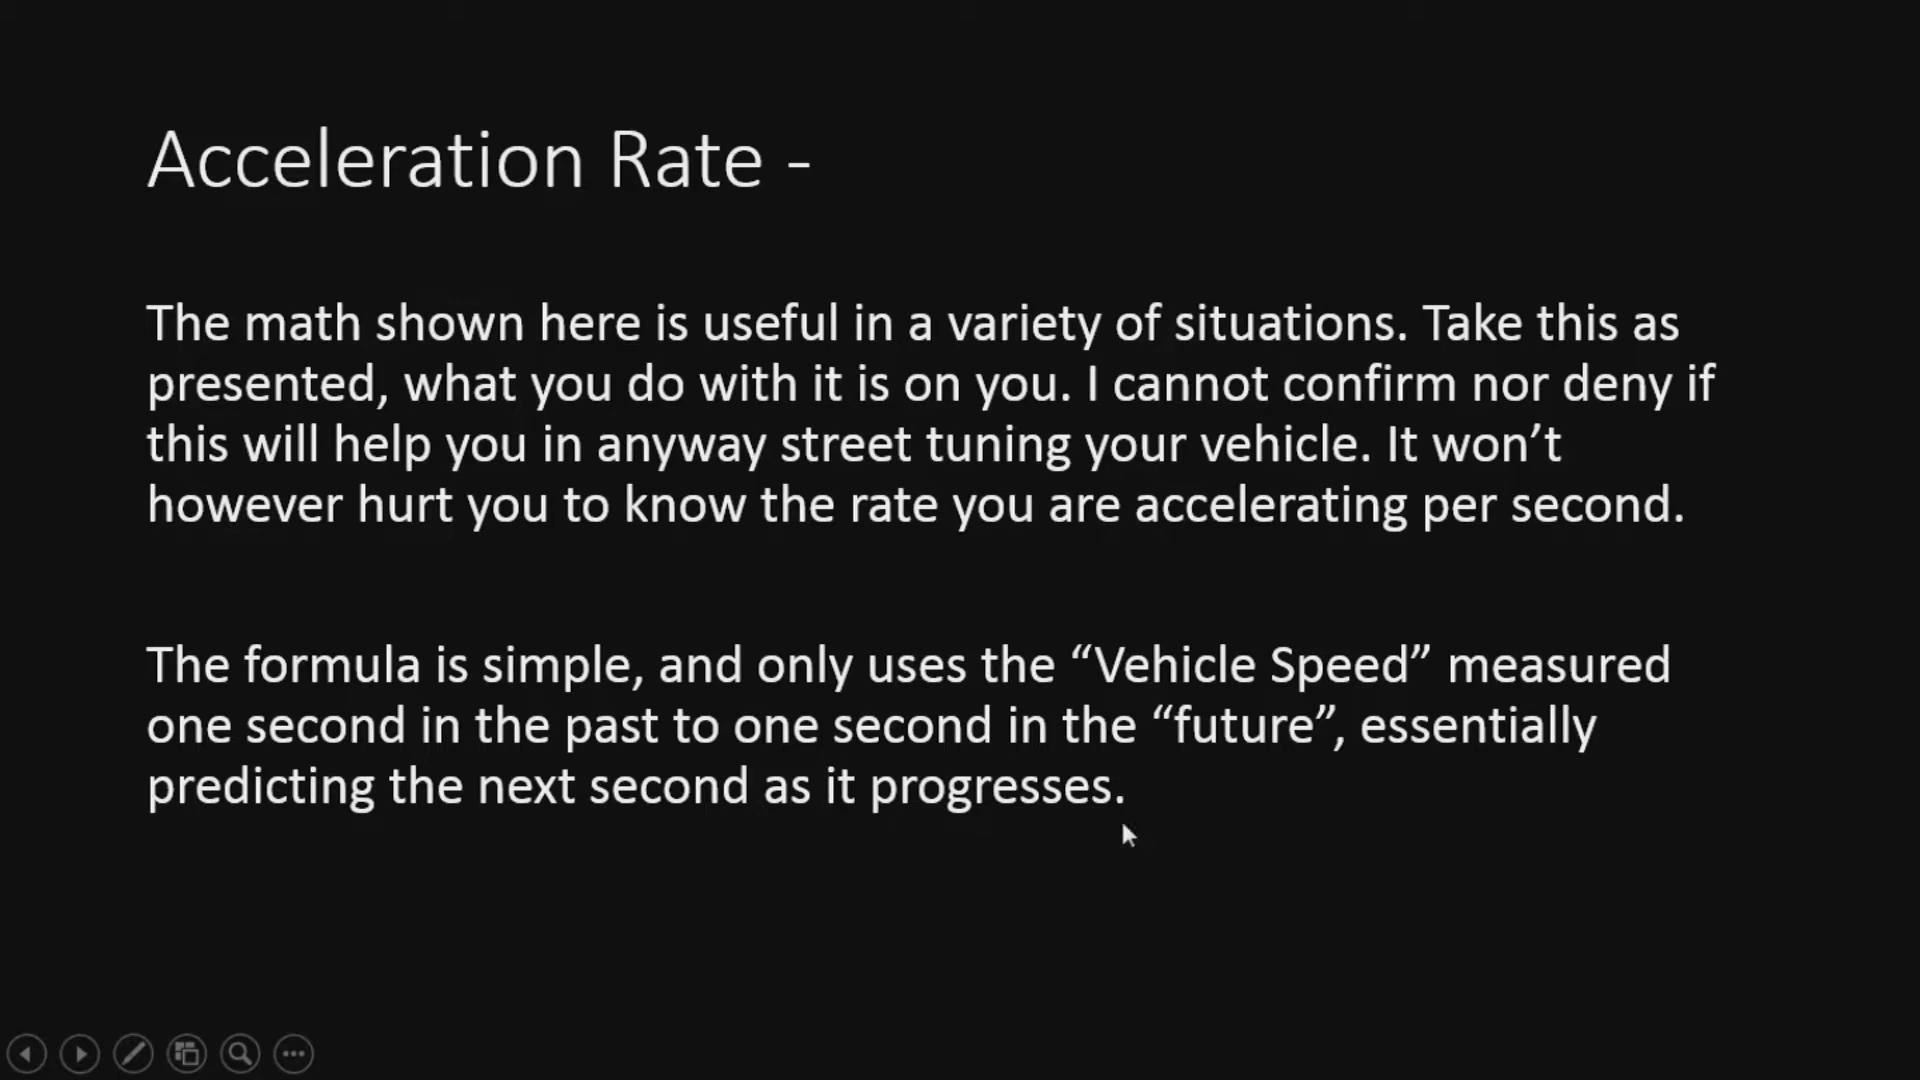 Acceleration Rate -
The math shown here is useful in a variety of situations. Take this as
presented, what you do with it is on you. I cannot confirm nor deny if
this will help you in anyway street tuning your vehicle. It won’t
however hurt you to know the rate you are accelerating per second.
The formula is simple, and only uses the “Vehicle Speed” measured
one second in the past to one second in the “future”, essentially
predicting the next second as it progresses.